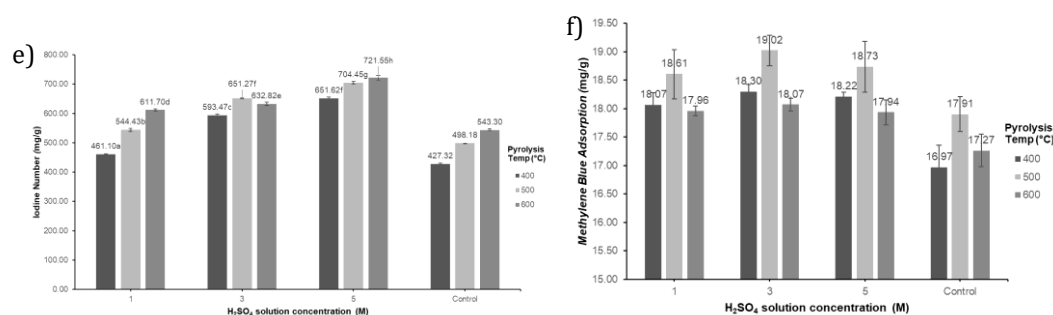 e)
800.00
700.00
600.00
500.00
400.00
300.00
200.00
100.00
0.00
Iodine Number (mg/g)
461.10a
544.43b
611.70d
593.47c
651.27f
632.82e
651.62f
704.45g
721.55h
427.32
498.18
543.30
1
3
5
Control
H₂SO₄ solution concentration (M)
Pyrolysis
Temp (°C)
400
500
600
f)
19.50
19.00
18.50
18.00
17.50
17.00
16.50
16.00
15.50
15.00
Methylene Blue Adsorption (mg/g)
18.07
18.61
17.96
18.30
19.02
18.07
18.22
18.73
17.94
16.97
17.91
17.27
1
3
5
Control
H₂SO₄ solution concentration (M)
Pyrolysis
Temp (°C)
400
500
600